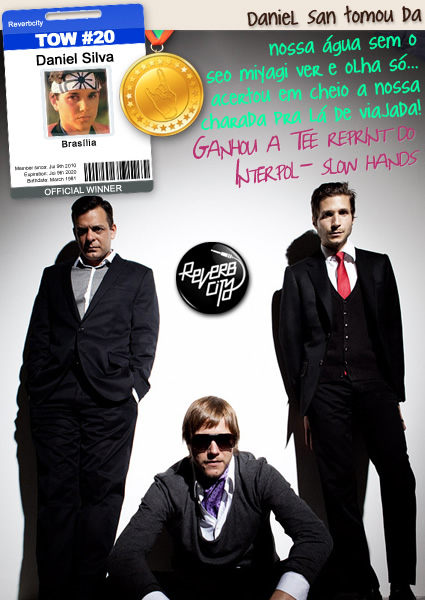 Reverbcity
TOW #20
Daniel Silva
Brasília
Member since: Jul 9th 2010
Expiration: Jul 9th 2020
Birthdate: March 1981
OFFICIAL WINNER
DANIEL SAN TOMOU DA
NOSSA ÁGUA SEM O
SEO MIYAGI VER E OLHA SÓ...
ACERTOU EM CHEIO A NOSSA
CHARADA PRA LÁ DE VIAJADA!
GANHOU A TEE REPRINT DO
INTERPOL - SLOW HANDS
REVERB
CITY